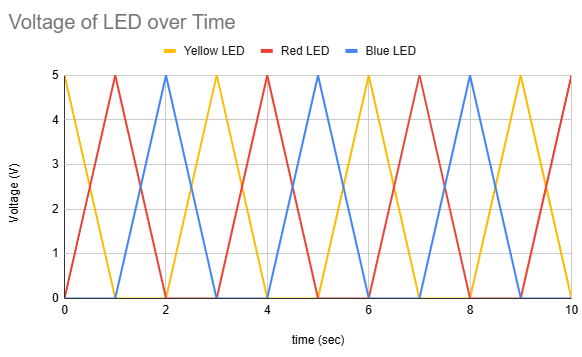 Voltage of LED over Time
Yellow LED Red LED Blue LED
5
4
3
2
1
0
Voltage (V)
0 2 4 6 8 10
time (sec)